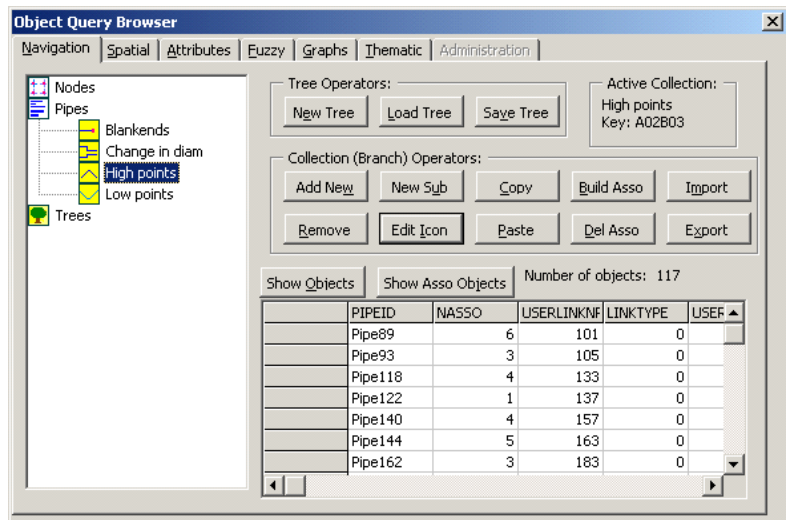 Object Query Browser
Navigation Spatial Attributes Fuzzy Graphs Thematic Administration
Nodes
Pipes
Blankends
Change in diam
High points
Low points
Trees
Tree Operators:
New Tree Load Tree Save Tree
Active Collection:
High points
Key: A02B03
Collection (Branch) Operators:
Add New New Sub Copy Build Asso Import
Remove Edit Icon Paste Del Asso Export
Show Objects Show Asso Objects Number of objects: 117
PIPEID NASSO USERLINKNR LINKTYPE USER
Pipe89 6 101 0
Pipe93 3 105 0
Pipe118 4 133 0
Pipe122 1 137 0
Pipe140 4 157 0
Pipe144 5 163 0
Pipe162 3 183 0